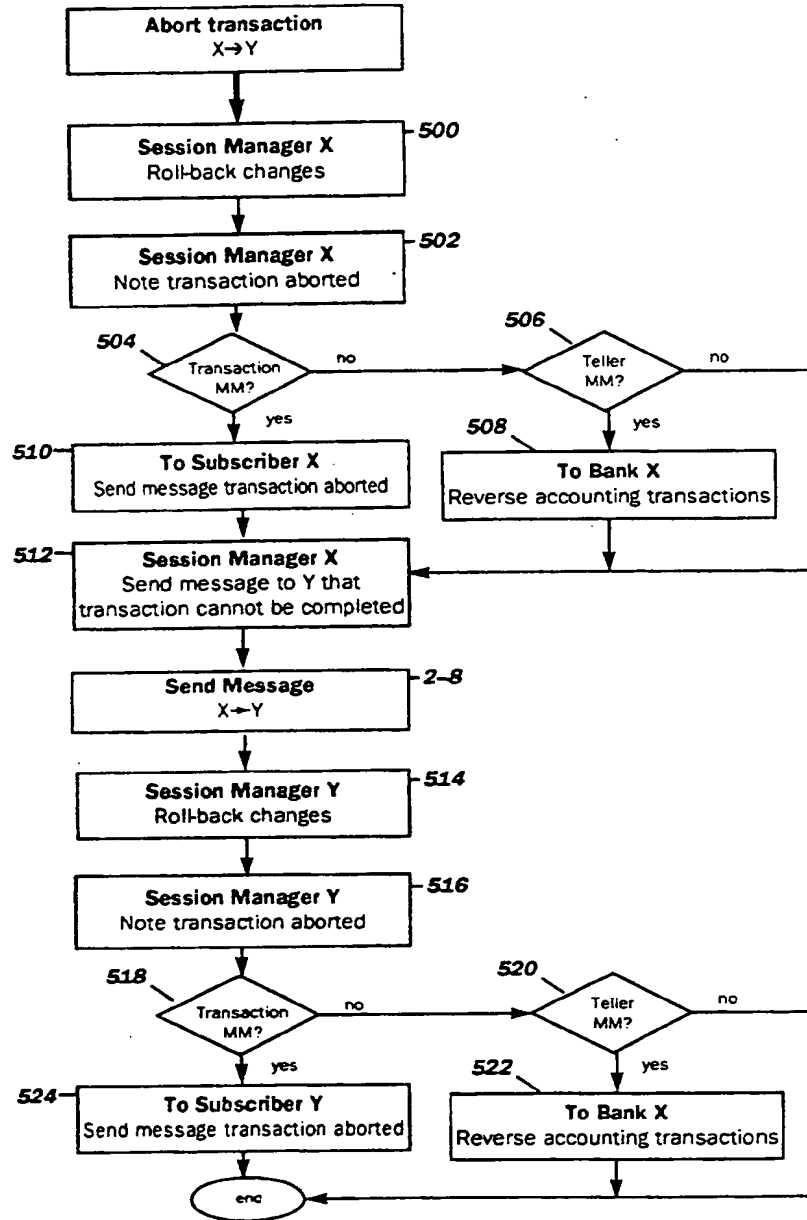 Abort transaction
X→Y
500
Session Manager X
Roll-back changes
502
Session Manager X
Note transaction aborted
504
Transaction
MM?
no
yes
506
Teller
MM?
no
yes
508
To Bank X
Reverse accounting transactions
510
To Subscriber X
Send message transaction aborted
512
Session Manager X
Send message to Y that
transaction cannot be completed
2-8
Send Message
X→Y
514
Session Manager Y
Roll-back changes
516
Session Manager Y
Note transaction aborted
518
Transaction
MM?
no
yes
520
Teller
MM?
no
yes
522
To Bank X
Reverse accounting transactions
524
To Subscriber Y
Send message transaction aborted
end